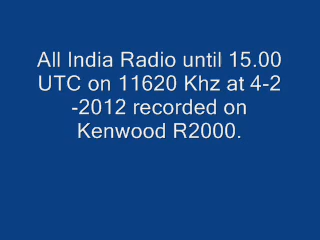 All India Radio until 15.00
UTC on 11620 Khz at 4-2
-2012 recorded on
Kenwood R2000.